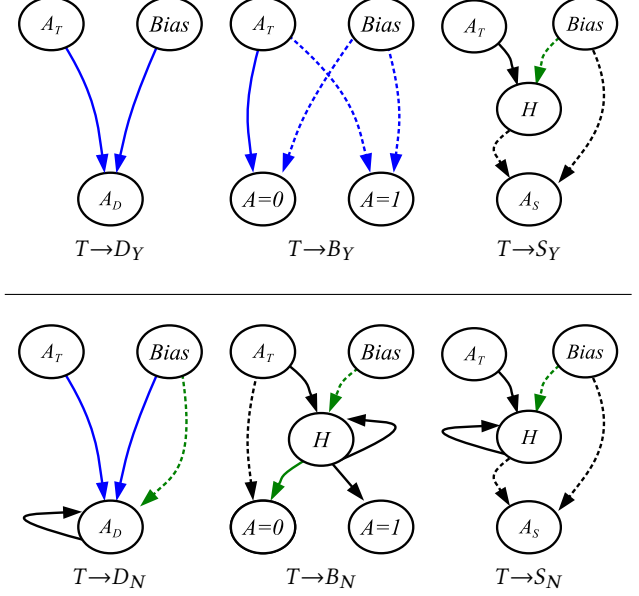 A_T Bias A_T Bias A_T Bias
H
A_D A=0 A=1 A_S
T→D_Y T→B_Y T→S_Y
A_T Bias A_T Bias A_T Bias
H H
A_D A=0 A=1 A_S
T→D_N T→B_N T→S_N